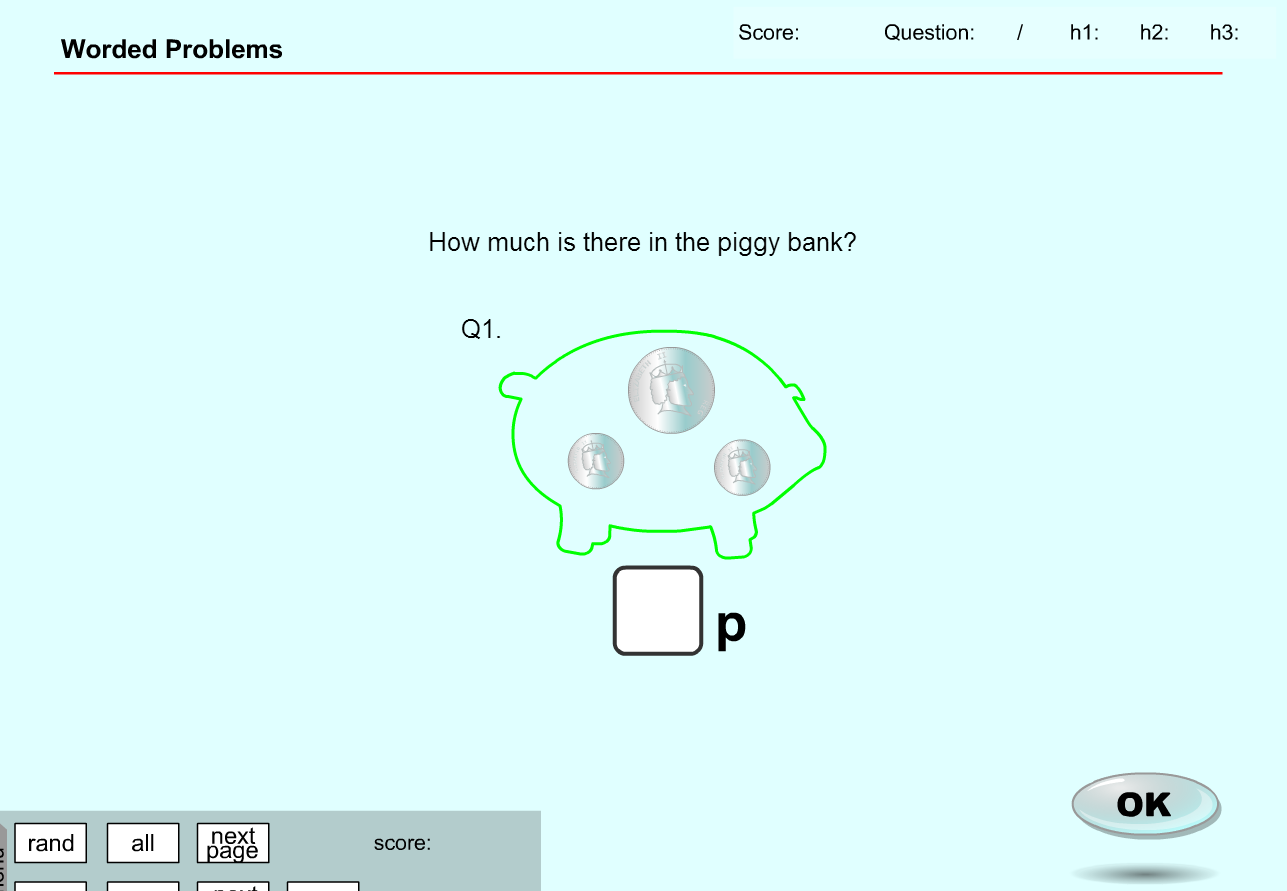 Score: Question: / h1: h2: h3:
Worded Problems
How much is there in the piggy bank?
Q1.
p
OK
rand all next page score:
next